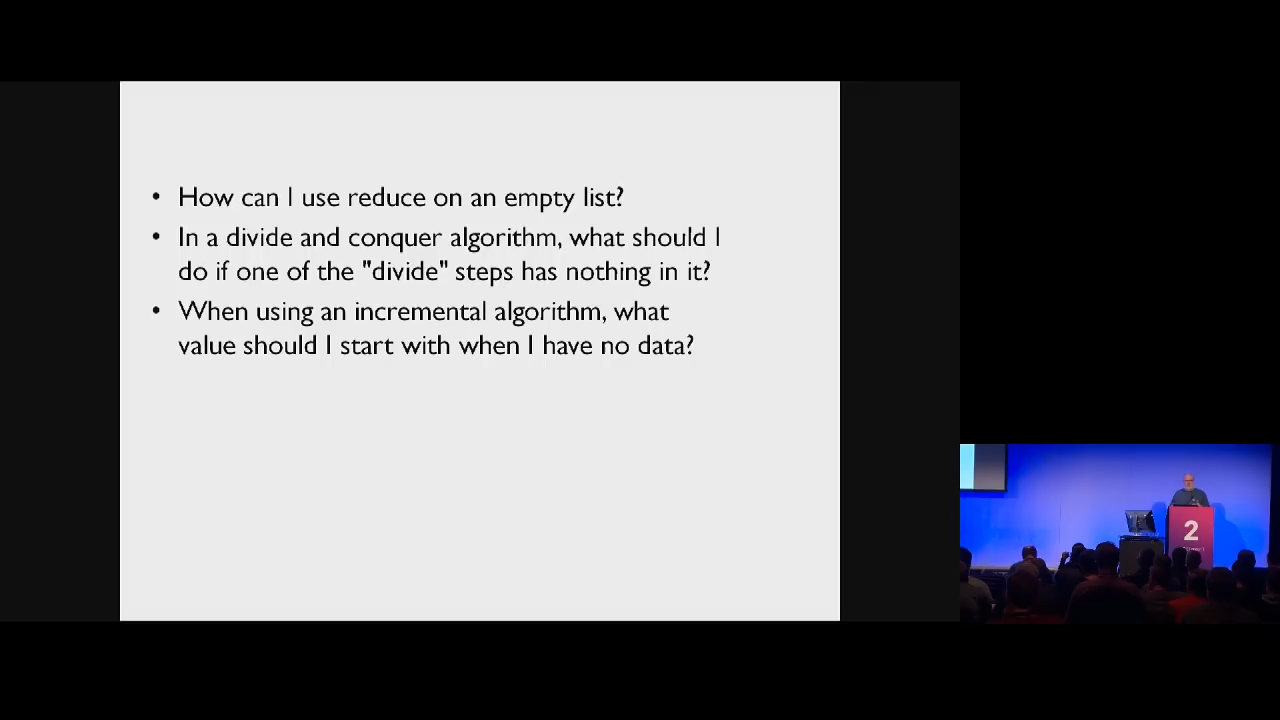 • How can I use reduce on an empty list?
• In a divide and conquer algorithm, what should I
do if one of the "divide" steps has nothing in it?
• When using an incremental algorithm, what
value should I start with when I have no data?
2